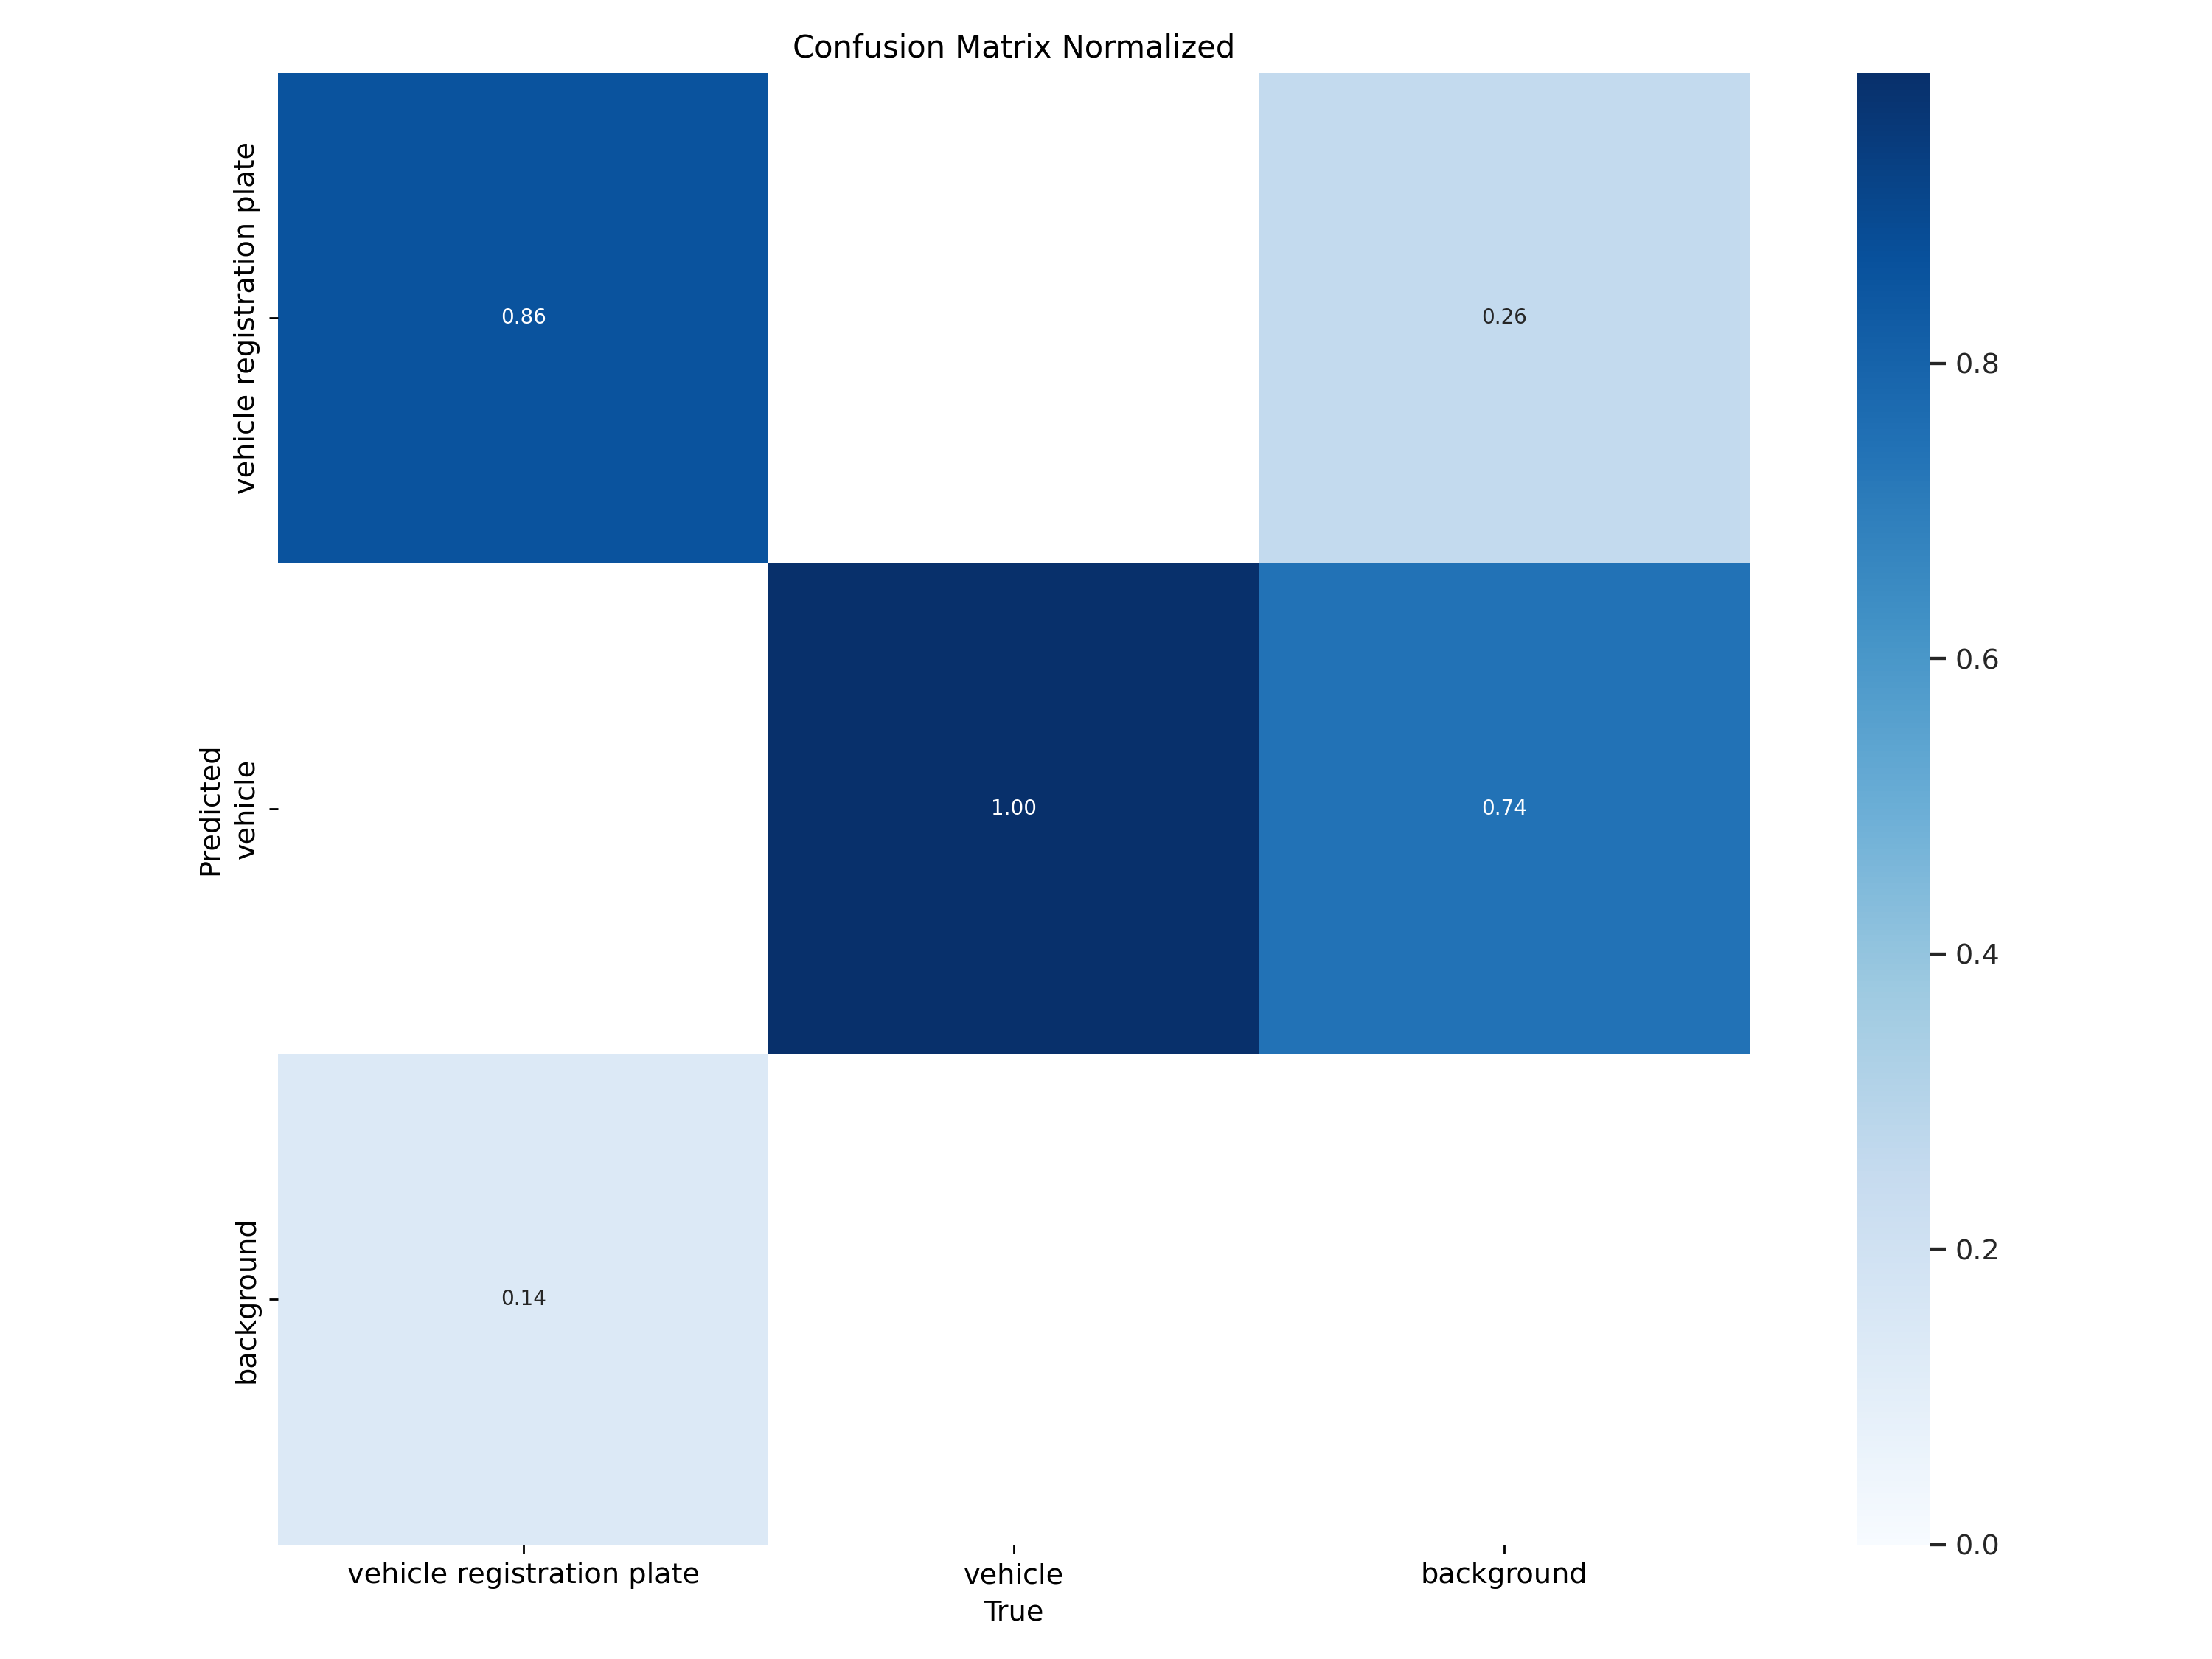 Confusion Matrix Normalized
vehicle registration plate
0.86
0.26
Predicted
vehicle
1.00
0.74
background
0.14
vehicle registration plate
vehicle
background
True
0.8
0.6
0.4
0.2
0.0